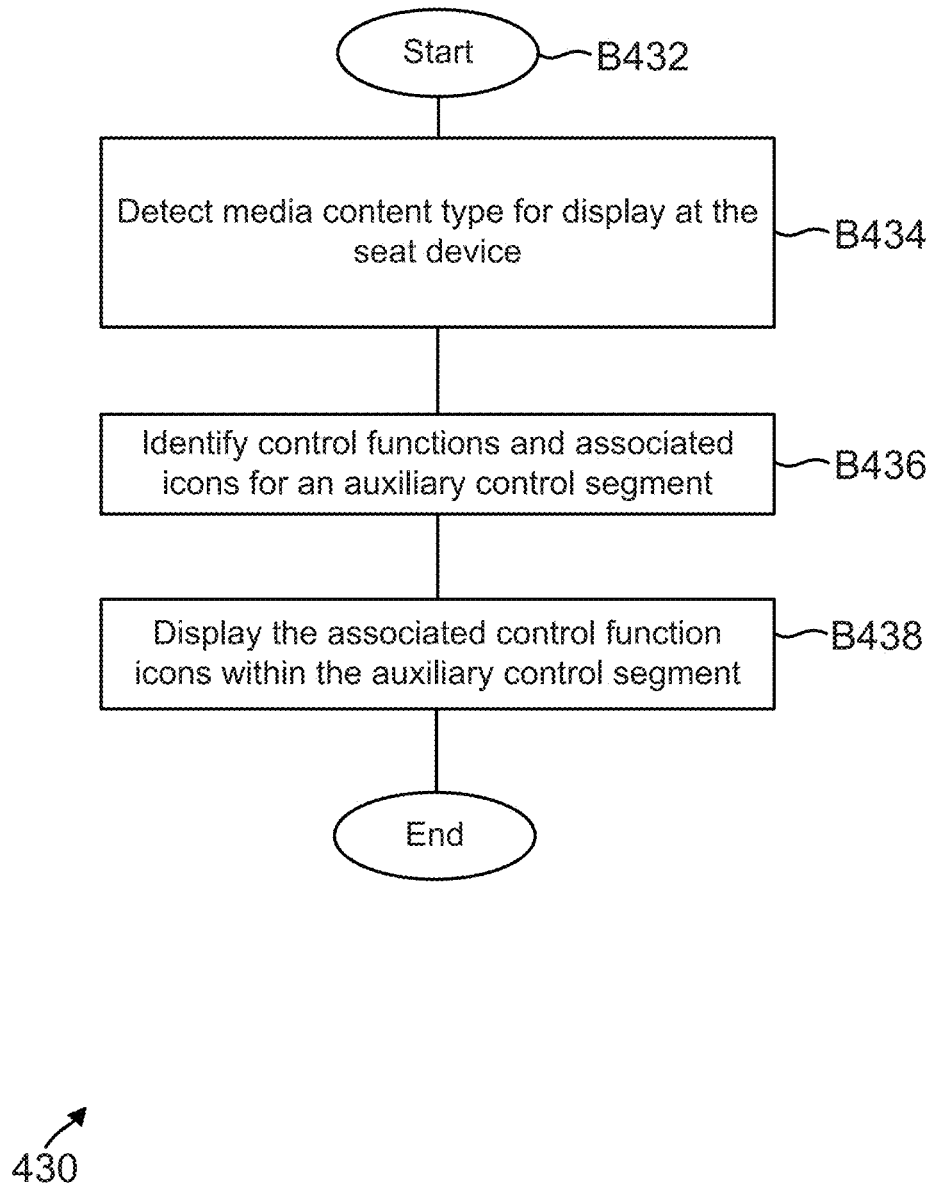 Start
B432
Detect media content type for display at the
seat device
B434
Identify control functions and associated
icons for an auxiliary control segment
B436
Display the associated control function
icons within the auxiliary control segment
B438
End
430